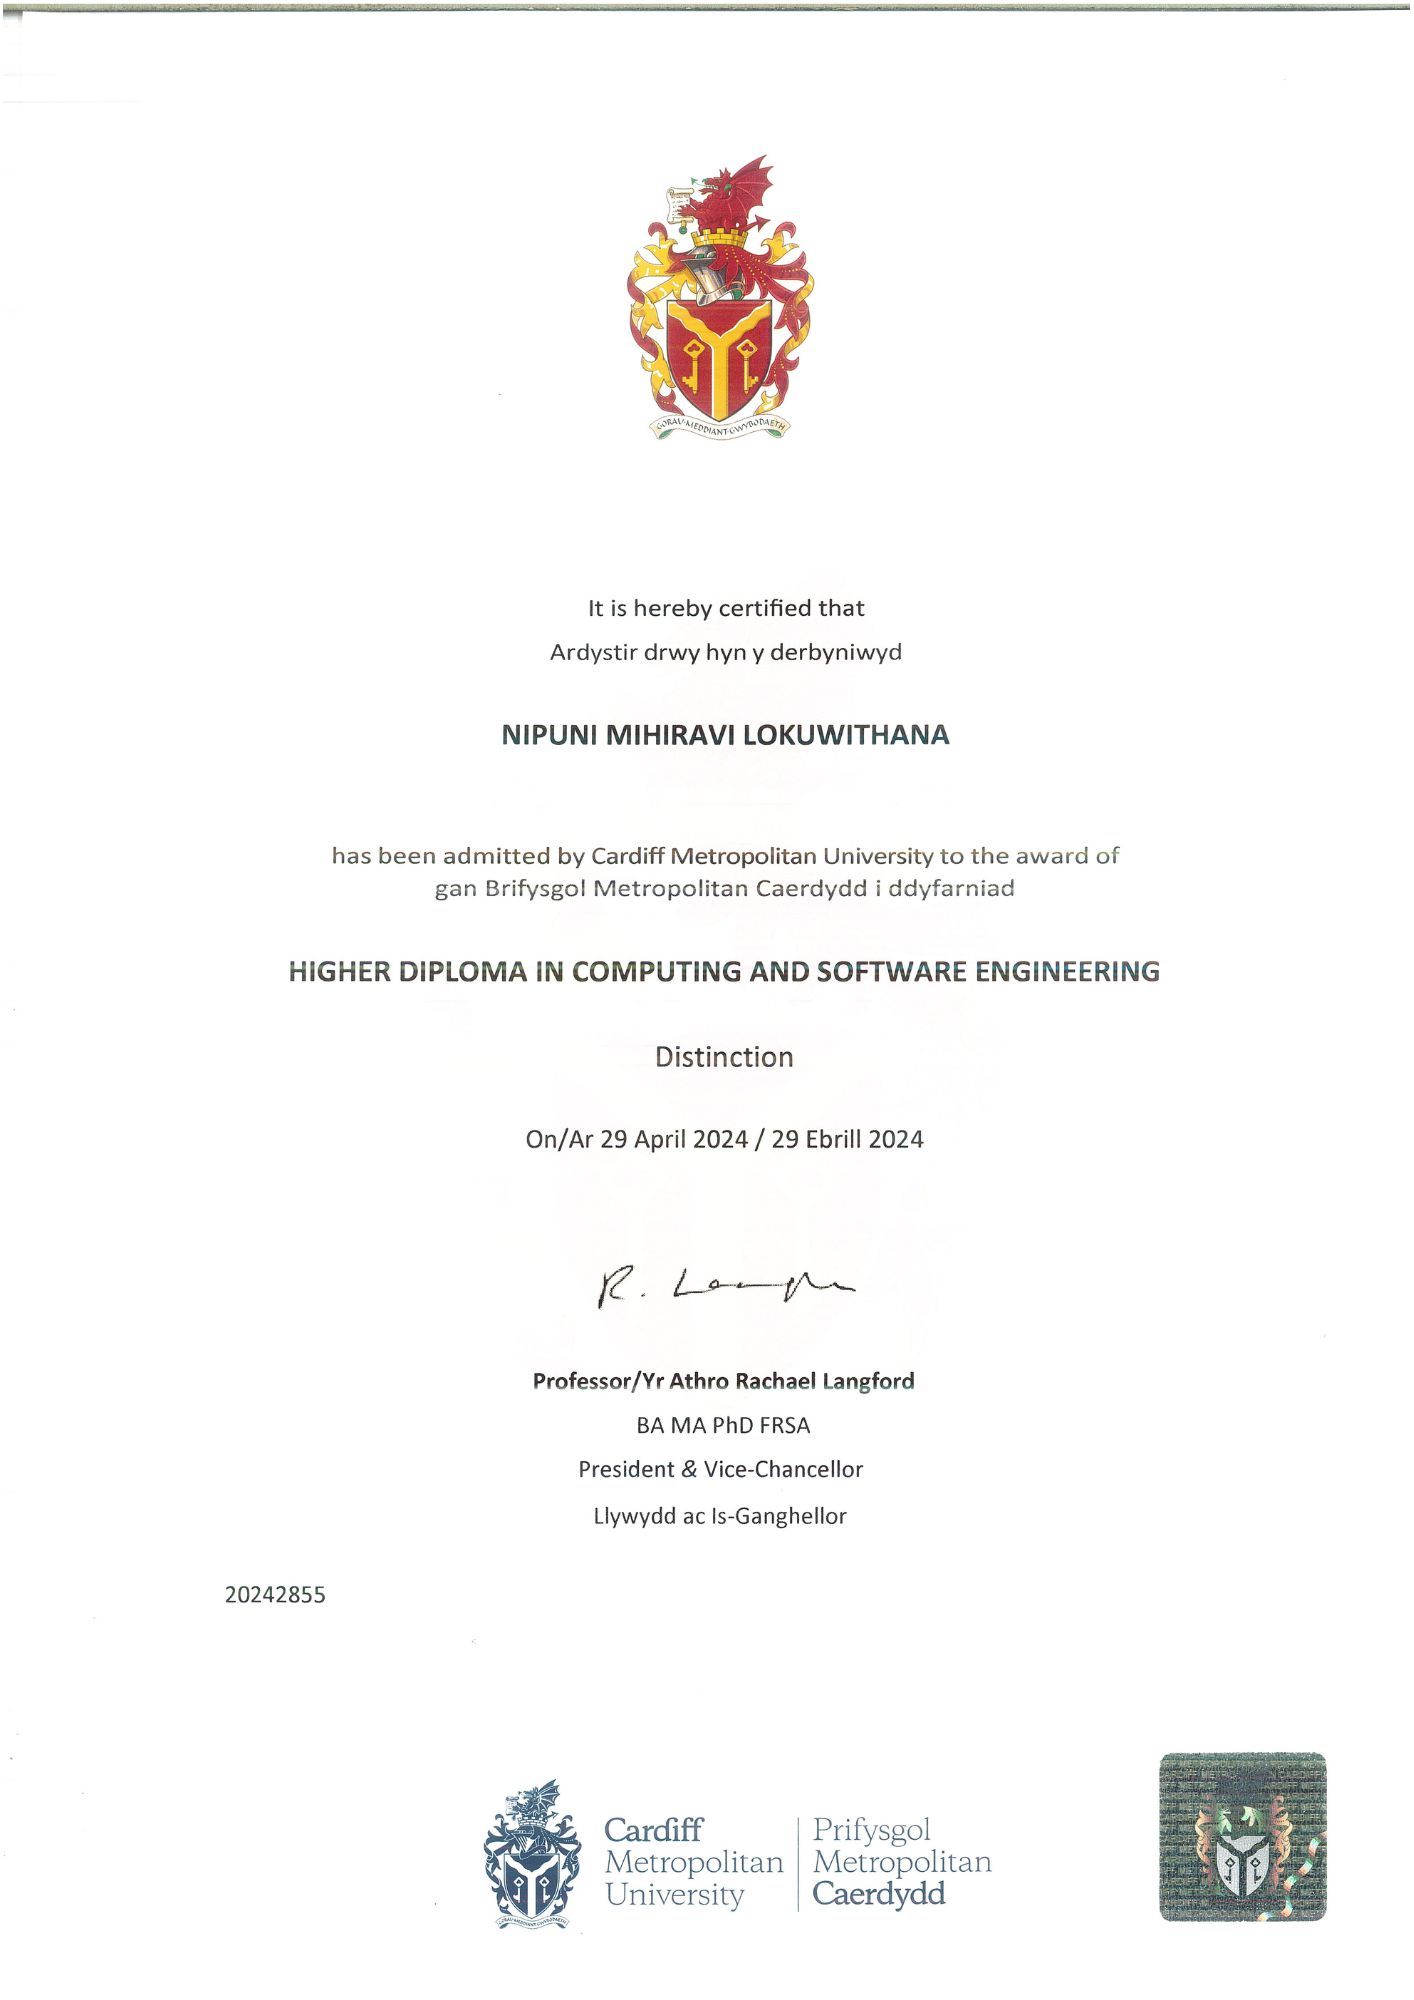 GORAU·MEDDIANT·GWYBODAETH
It is hereby certified that
Ardystir drwy hyn y derbyniwyd
NIPUNI MIHIRAVI LOKUWITHANA
has been admitted by Cardiff Metropolitan University to the award of
gan Brifysgol Metropolitan Caerdydd i ddyfarniad
HIGHER DIPLOMA IN COMPUTING AND SOFTWARE ENGINEERING
Distinction
On/Ar 29 April 2024 / 29 Ebrill 2024
R. Langford
Professor/Yr Athro Rachael Langford
BA MA PhD FRSA
President & Vice-Chancellor
Llywydd ac Is-Ganghellor
20242855
Cardiff
Metropolitan
University
Prifysgol
Metropolitan
Caerdydd